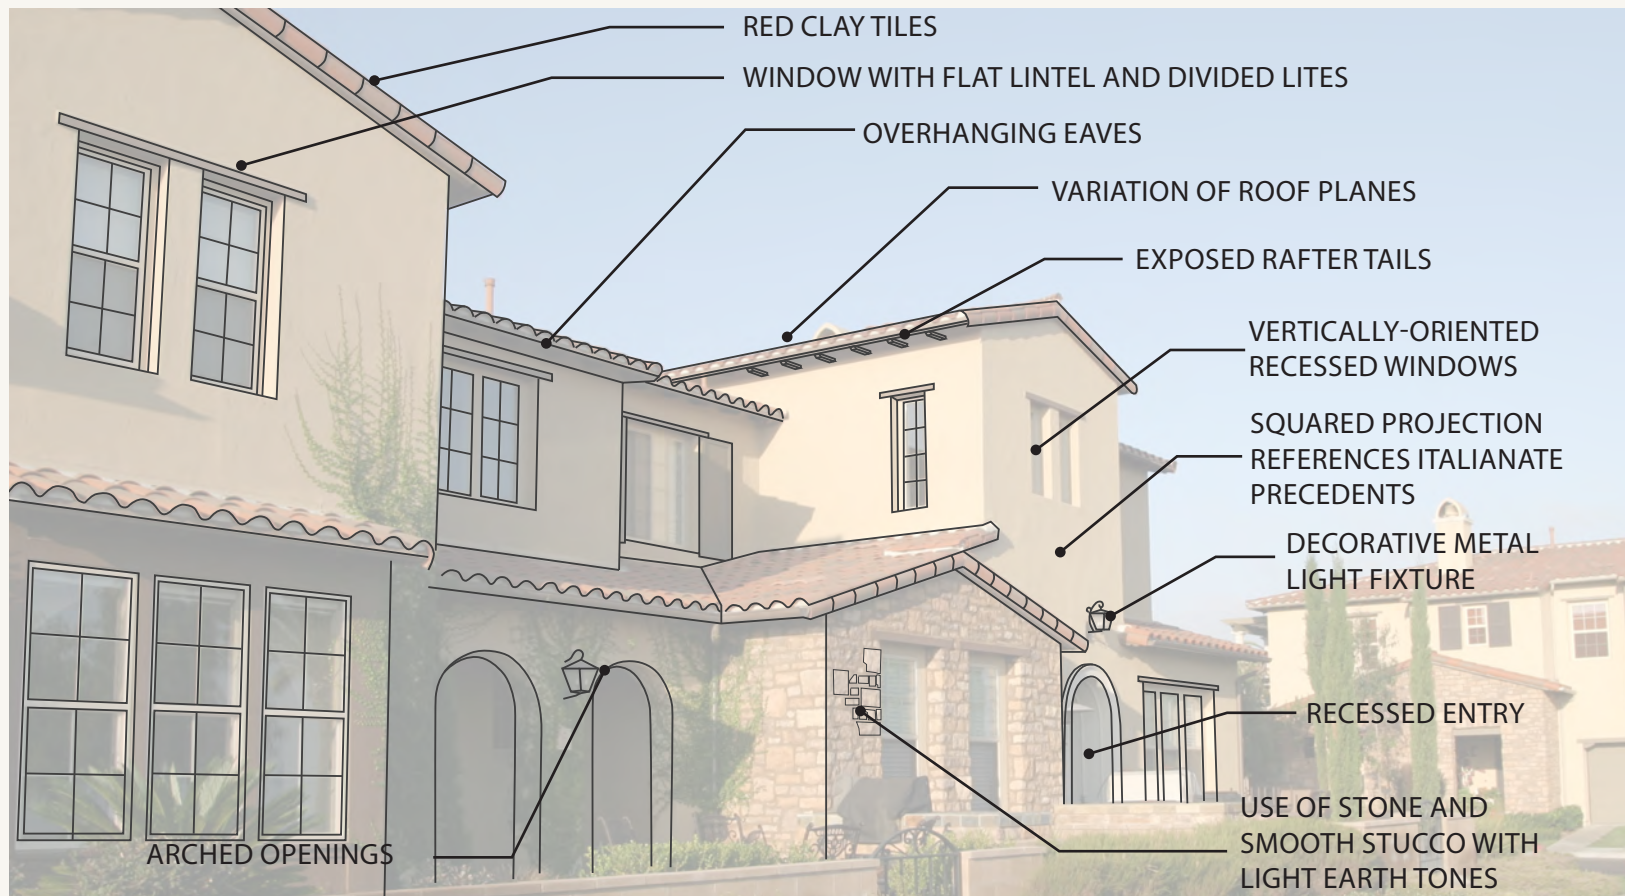 RED CLAY TILES
WINDOW WITH FLAT LINTEL AND DIVIDED LITES
OVERHANGING EAVES
VARIATION OF ROOF PLANES
EXPOSED RAFTER TAILS
VERTICALLY-ORIENTED
RECESSED WINDOWS
SQUARED PROJECTION
REFERENCES ITALIANATE
PRECEDENTS
DECORATIVE METAL
LIGHT FIXTURE
RECESSED ENTRY
USE OF STONE AND
SMOOTH STUCCO WITH
LIGHT EARTH TONES
ARCHED OPENINGS